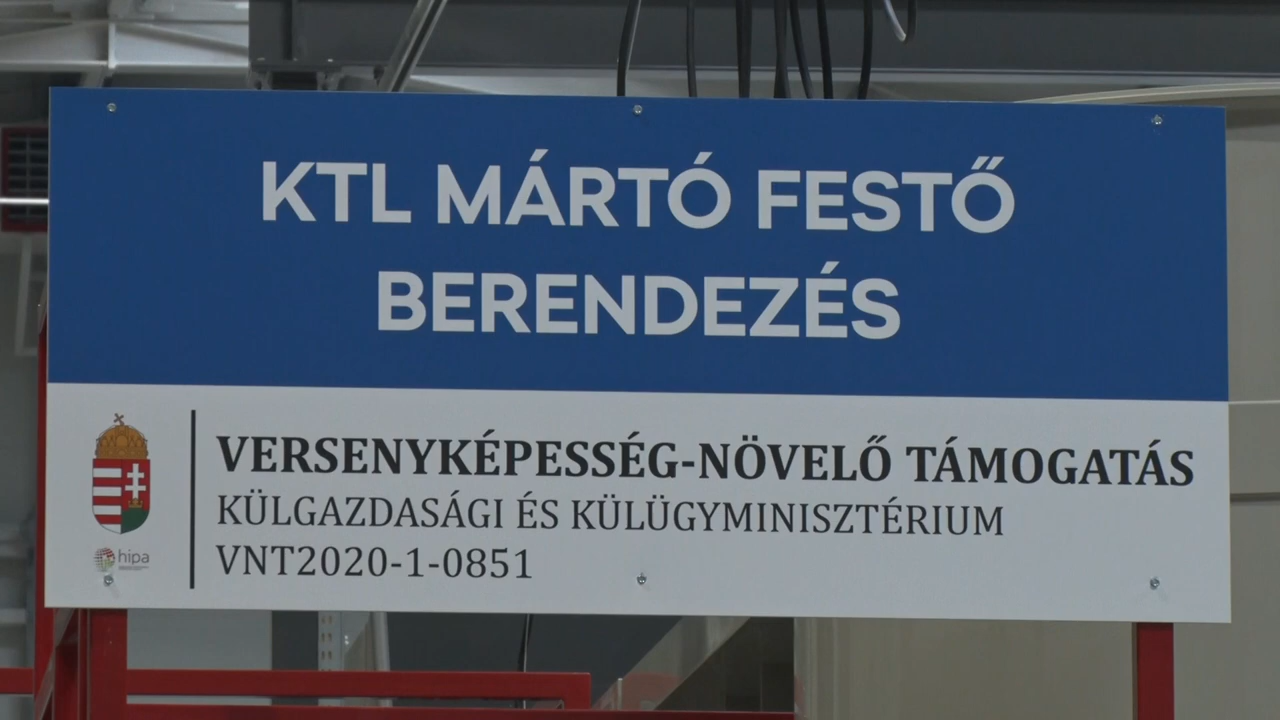 KTL MÁRTÓ FESTŐ
BERENDEZÉS
VERSENYKÉPESSÉG-NÖVELŐ TÁMOGATÁS
KÜLGAZDASÁGI ÉS KÜLÜGYMINISZTÉRIUM
VNT2020-1-0851
hipa